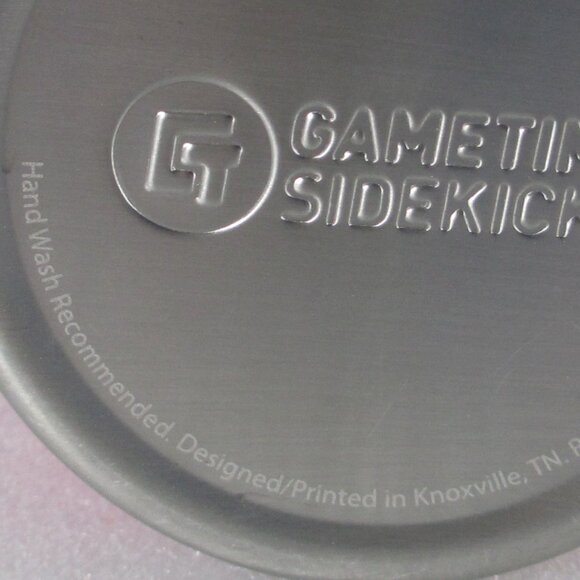 GT
GAMETIM
SIDEKICK
Hand Wash Recommended. Designed/Printed in Knoxville, TN.